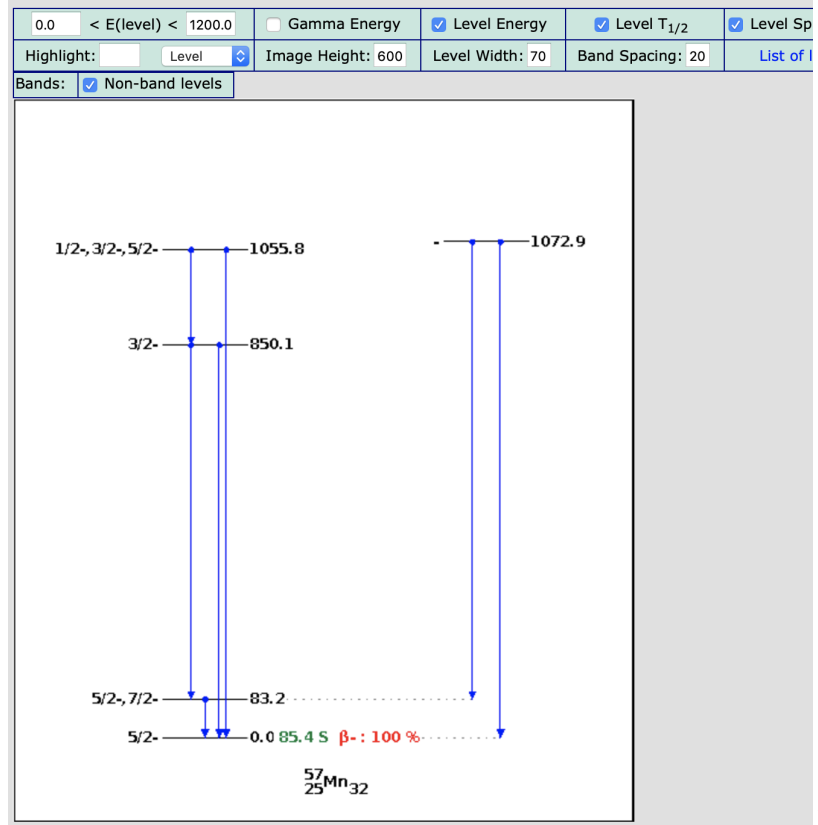 0.0 < E(level) < 1200.0 Gamma Energy Level Energy Level T1/2 Level Sp
Highlight: Level Image Height: 600 Level Width: 70 Band Spacing: 20 List of l
Bands: Non-band levels
- 1072.9
1/2-,3/2-,5/2- 1055.8
3/2- 850.1
5/2-,7/2- 83.2
5/2- 0.0 85.4 S β- : 100 %
57
25Mn32